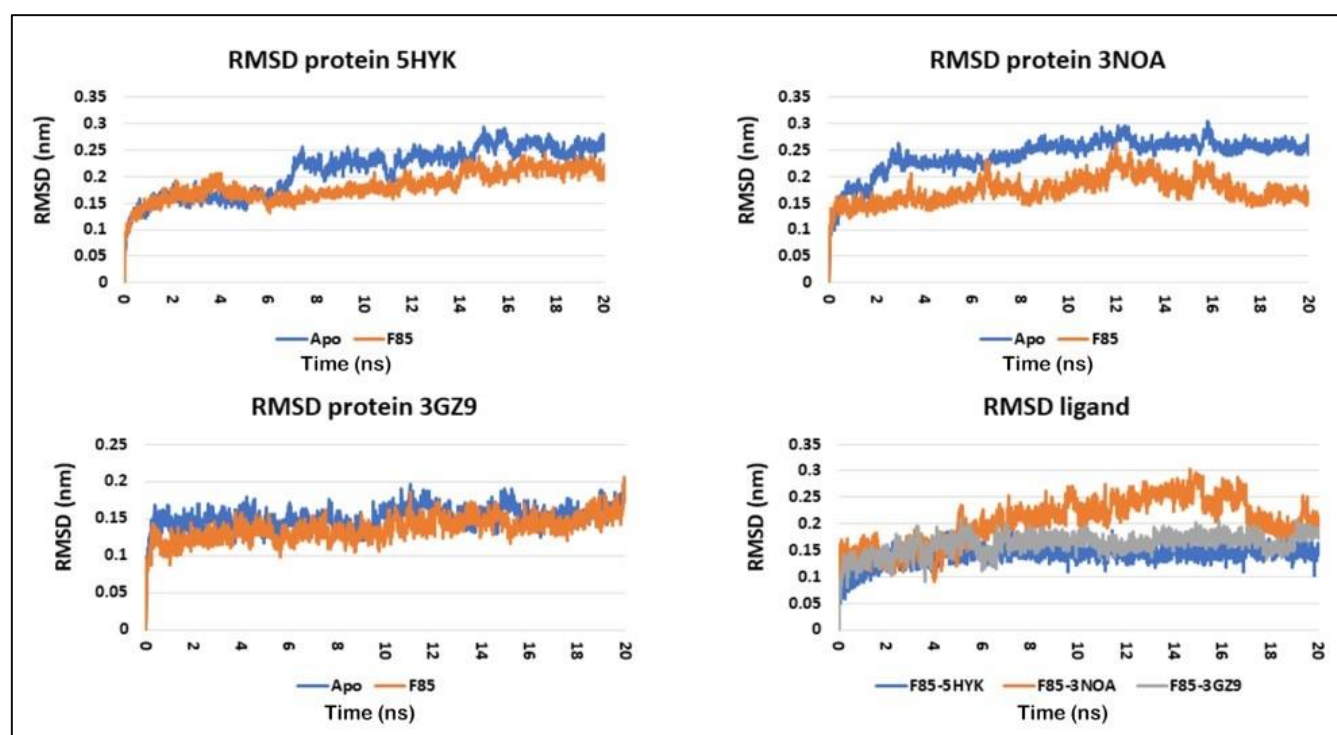 RMSD protein 5HYK
RMSD (nm)
0.35
0.3
0.25
0.2
0.15
0.1
0.05
0
0 2 4 6 8 10 12 14 16 18 20
Apo F85
Time (ns)
RMSD protein 3NOA
RMSD (nm)
0.35
0.3
0.25
0.2
0.15
0.1
0.05
0
0 2 4 6 8 10 12 14 16 18 20
Apo F85
Time (ns)
RMSD protein 3GZ9
RMSD (nm)
0.25
0.2
0.15
0.1
0.05
0
0 2 4 6 8 10 12 14 16 18 20
Apo F85
Time (ns)
RMSD ligand
RMSD (nm)
0.35
0.3
0.25
0.2
0.15
0.1
0.05
0
0 2 4 6 8 10 12 14 16 18 20
F85-5HYK F85-3NOA F85-3GZ9
Time (ns)